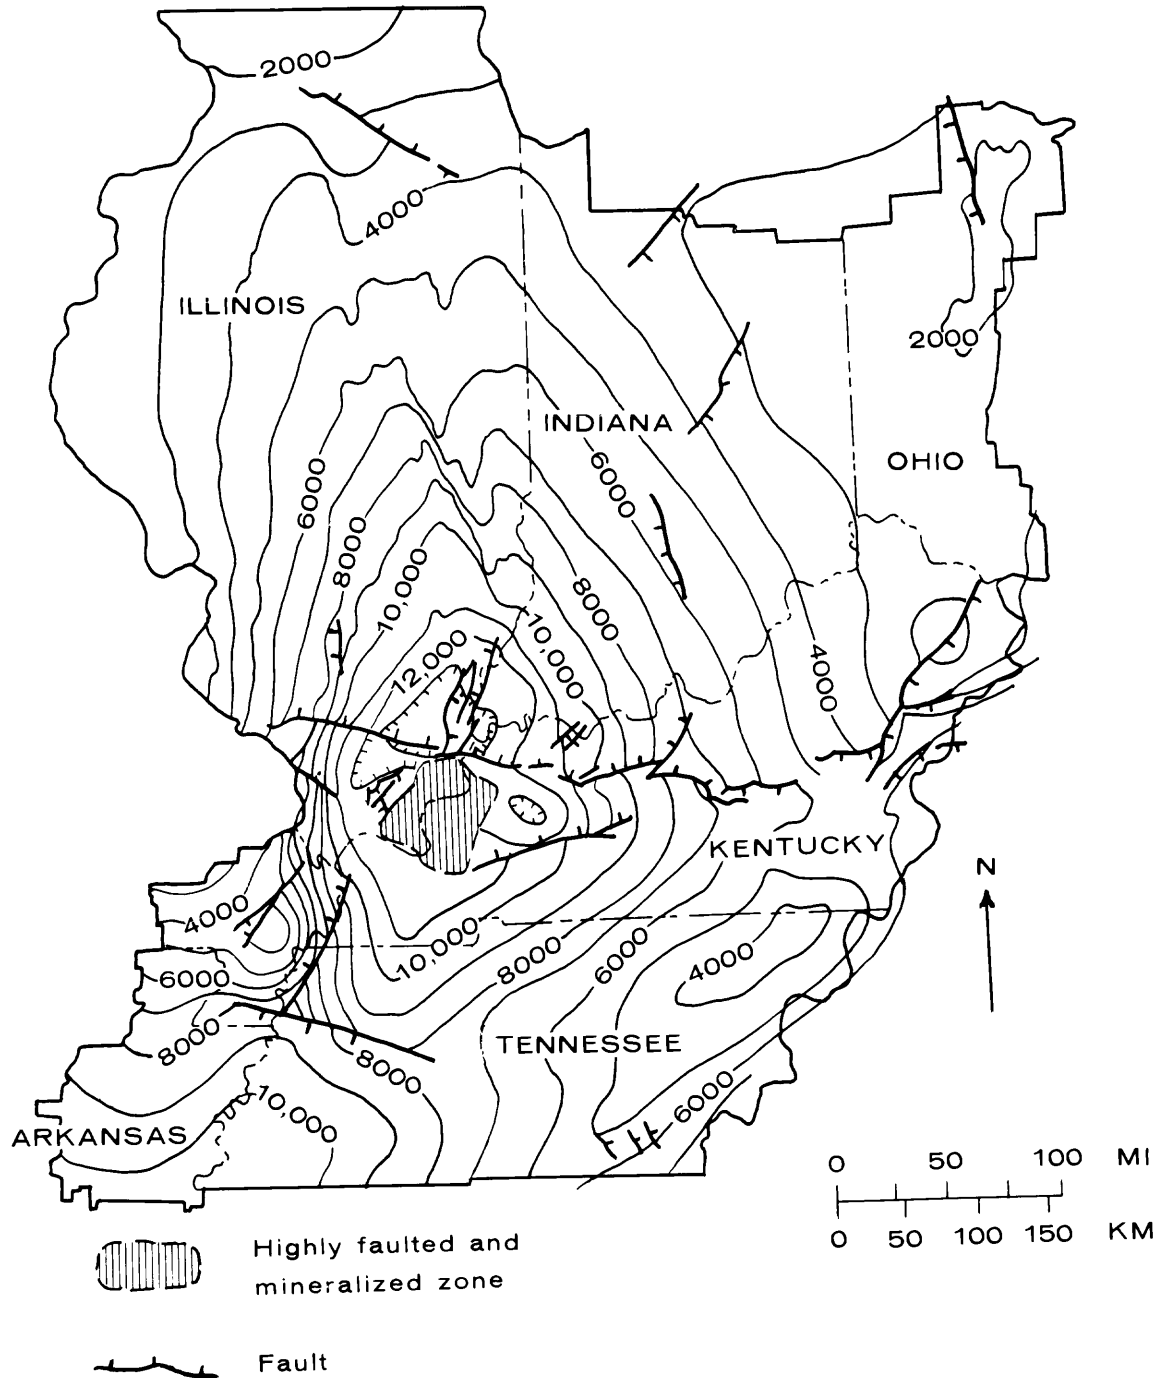 2000
4000
ILLINOIS
2000
INDIANA
6000
6000
OHIO
8000
10,000
8000
12,000
10,000
4000
KENTUCKY
N
4000
10,000
8000
6000
4000
6000
8000
8000
TENNESSEE
10,000
6000
ARKANSAS
0 50 100 MI
0 50 100 150 KM
Highly faulted and
mineralized zone
Fault